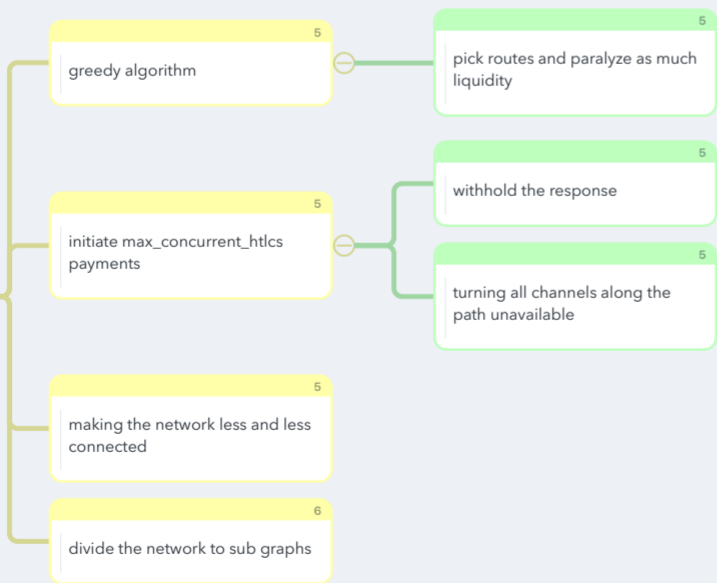 5
greedy algorithm
5
pick routes and paralyze as much
liquidity
5
initiate max_concurrent_htlcs
payments
5
withhold the response
5
turning all channels along the
path unavailable
5
making the network less and less
connected
6
divide the network to sub graphs